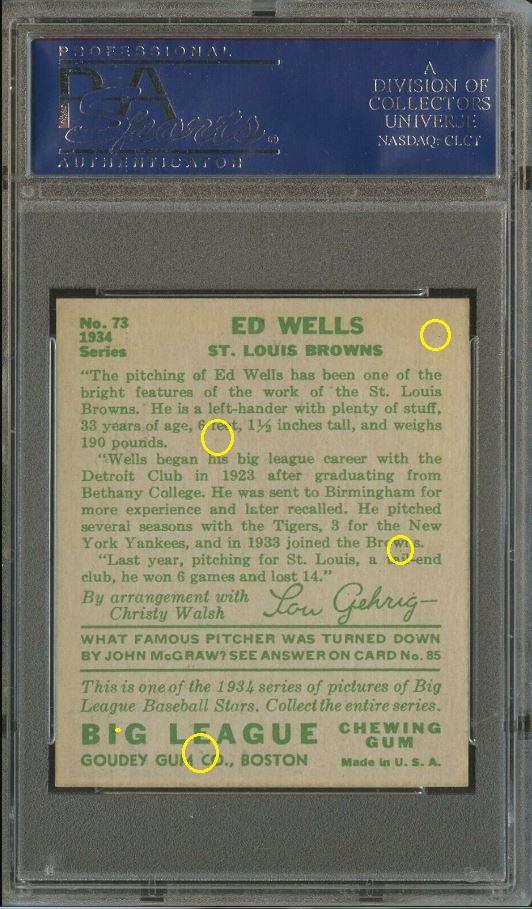 PROFESSIONAL
PSA
Sports ®
AUTHENTICATOR
A
DIVISION OF
COLLECTORS
UNIVERSE
NASDAQ: CLCT
No. 73
1934
Series
ED WELLS
ST. LOUIS BROWNS
"The pitching of Ed Wells has been one of the
bright features of the work of the St. Louis
Browns. He is a left-hander with plenty of stuff,
33 years of age, 6 feet, 1½ inches tall, and weighs
190 pounds.
"Wells began his big league career with the
Detroit Club in 1923 after graduating from
Bethany College. He was sent to Birmingham for
more experience and later recalled. He pitched
several seasons with the Tigers, 3 for the New
York Yankees, and in 1933 joined the Browns.
"Last year, pitching for St. Louis, a tail-end
club, he won 6 games and lost 14."
By arrangement with
Christy Walsh
Lou Gehrig
WHAT FAMOUS PITCHER WAS TURNED DOWN
BY JOHN McGRAW? SEE ANSWER ON CARD No. 85
This is one of the 1934 series of pictures of Big
League Baseball Stars. Collect the entire series.
BIG LEAGUE
CHEWING
GUM
GOUDEY GUM CO., BOSTON
Made in U. S. A.